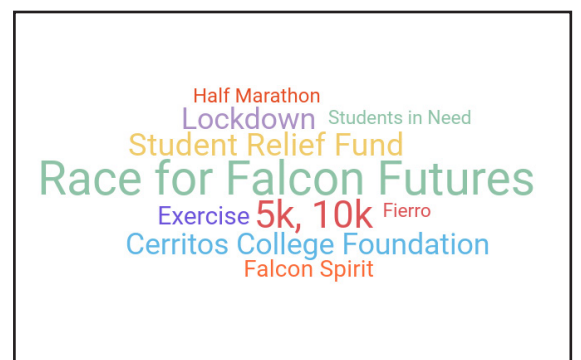 Half Marathon
Lockdown Students in Need
Student Relief Fund
Race for Falcon Futures
Exercise 5k, 10k Fierro
Cerritos College Foundation
Falcon Spirit